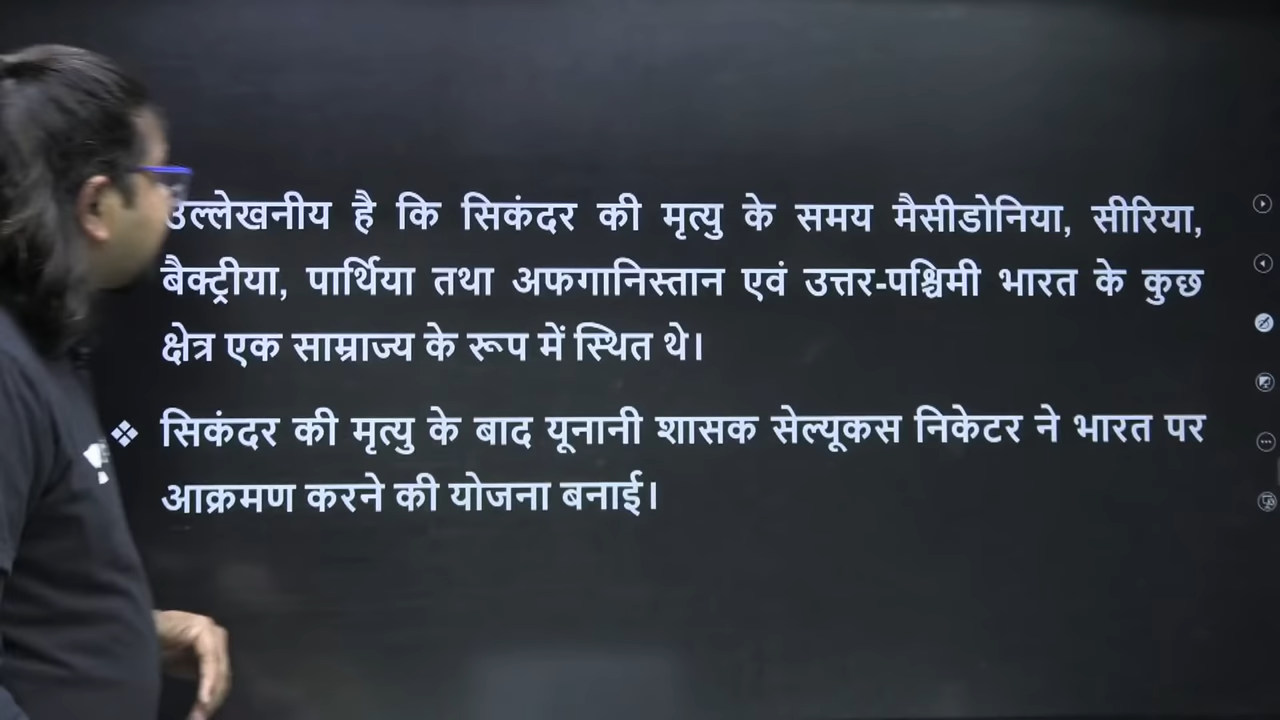 उल्लेखनीय है कि सिकंदर की मृत्यु के समय मैसीडोनिया, सीरिया,
बैक्ट्रीया, पार्थिया तथा अफगानिस्तान एवं उत्तर-पश्चिमी भारत के कुछ
क्षेत्र एक साम्राज्य के रूप में स्थित थे।
❖ सिकंदर की मृत्यु के बाद यूनानी शासक सेल्यूकस निकेटर ने भारत पर
आक्रमण करने की योजना बनाई।